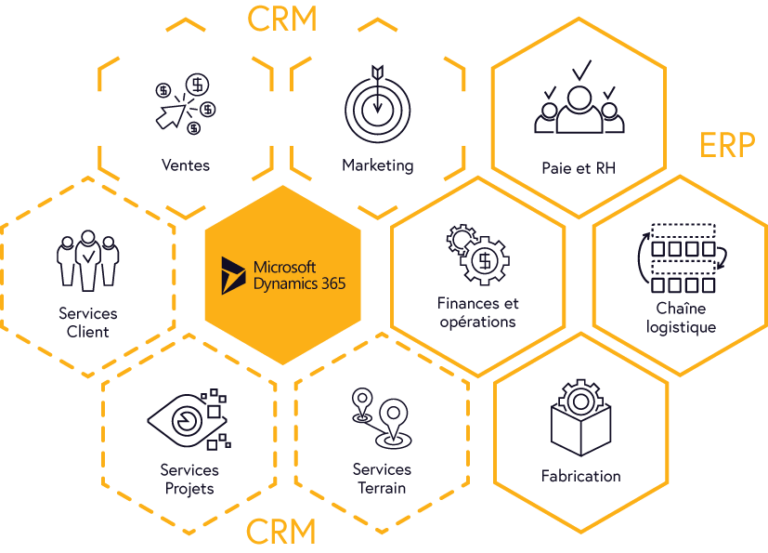 CRM
Ventes
Marketing
Paie et RH
ERP
Services
Client
Microsoft
Dynamics 365
Finances et
opérations
Chaîne
logistique
Services
Projets
Services
Terrain
Fabrication
CRM